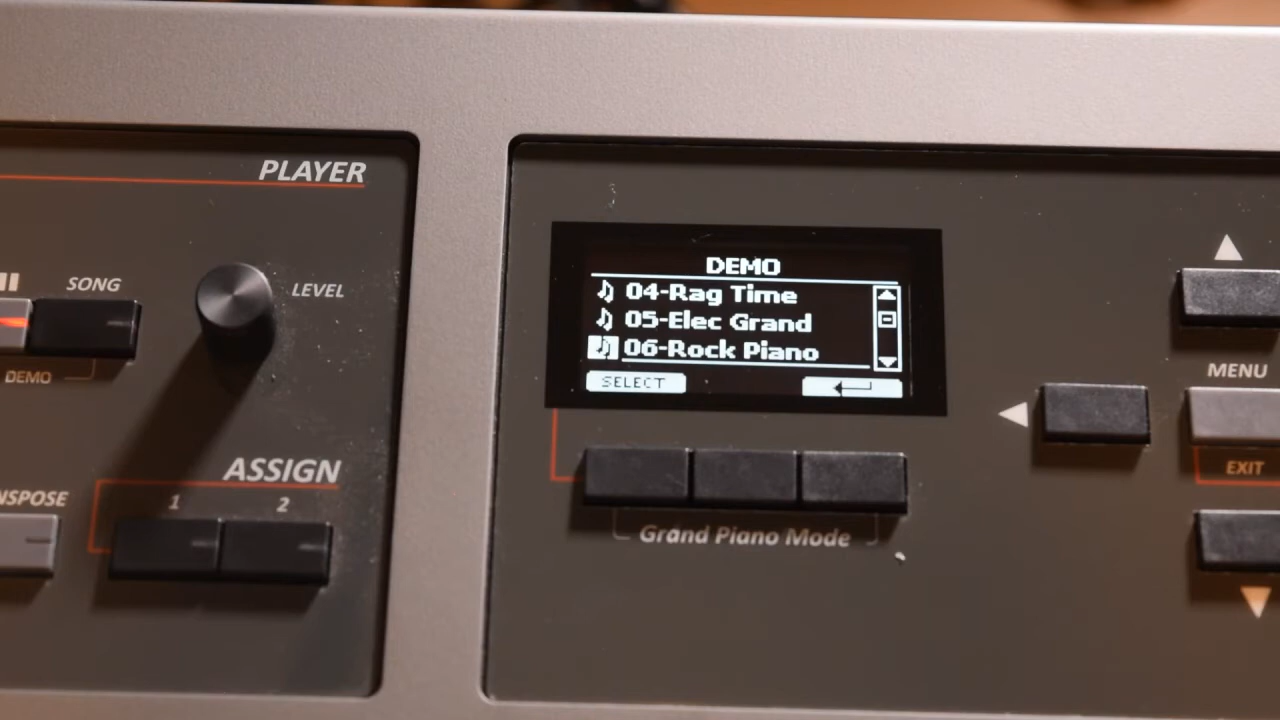 PLAYER
SONG
LEVEL
DEMO
ASSIGN
1 2
DEMO
04-Rag Time
05-Elec Grand
06-Rock Piano
SELECT
Grand Piano Mode
MENU
EXIT